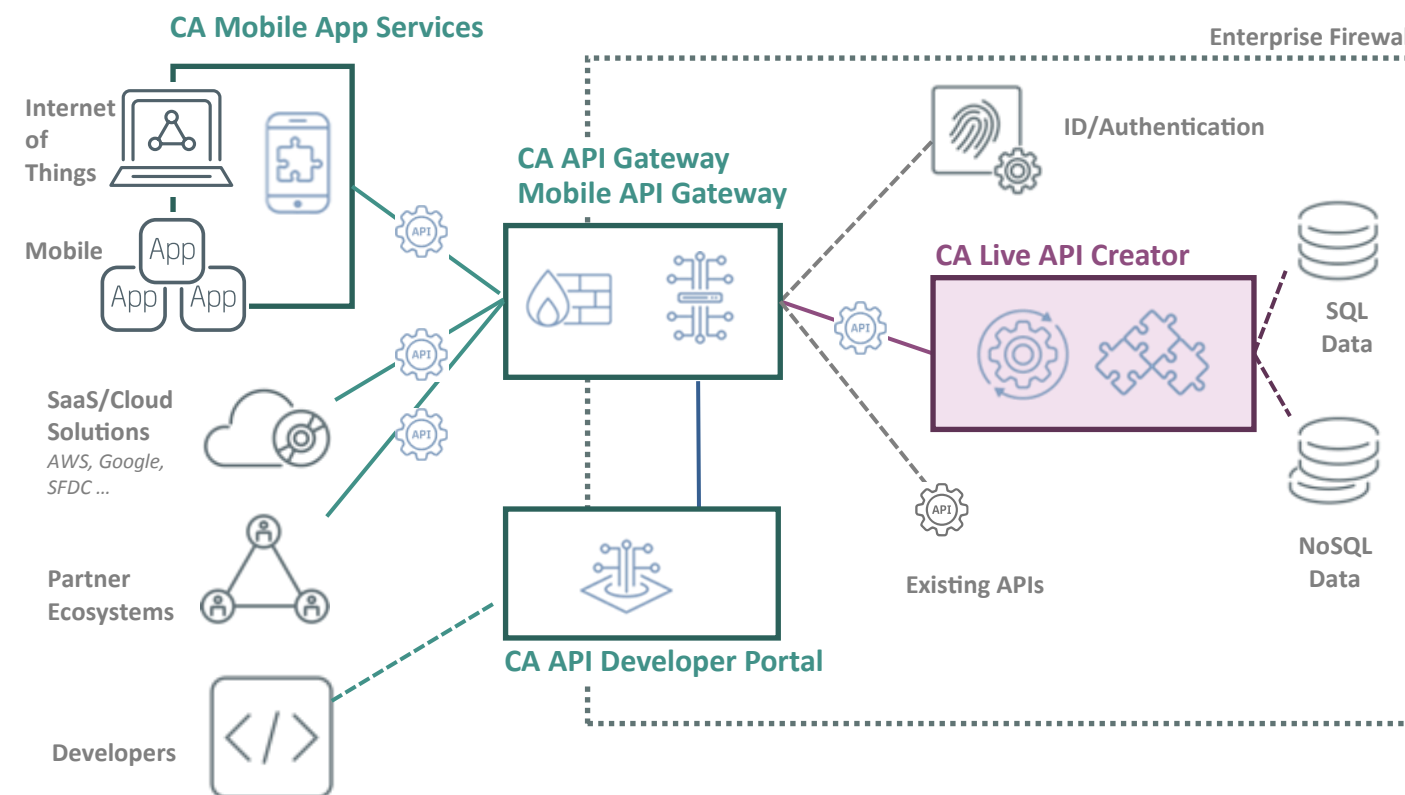 CA Mobile App Services
Enterprise Firewal
Internet
of
Things
ID/Authentication
CA API Gateway
Mobile API Gateway
API
Mobile
App
App
App
CA Live API Creator
API
SQL
Data
API
SaaS/Cloud
Solutions
AWS, Google,
SFDC ...
API
API
NoSQL
Data
Partner
Ecosystems
Existing APIs
CA API Developer Portal
Developers